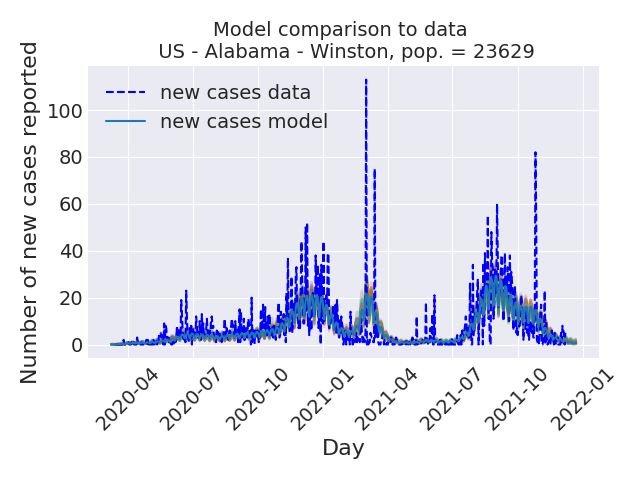 Model comparison to data
US - Alabama - Winston, pop. = 23629
new cases data
new cases model
Number of new cases reported
100
80
60
40
20
0
2020-04
2020-07
2020-10
2021-01
2021-04
2021-07
2021-10
2022-01
Day